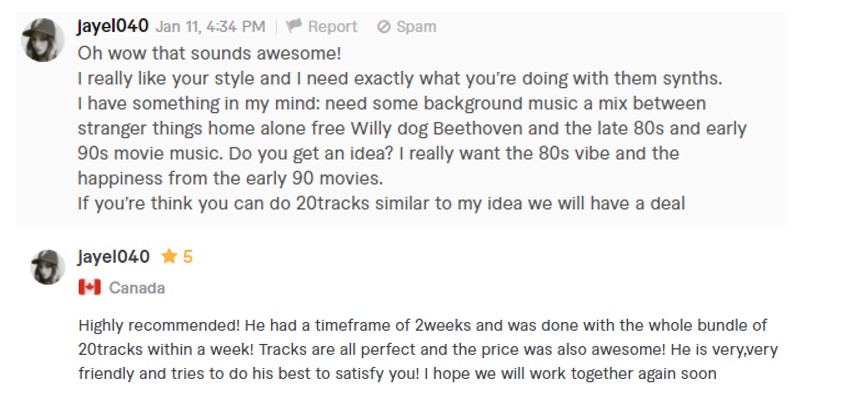 jayel040 Jan 11, 4:34 PM Report Spam
Oh wow that sounds awesome!
I really like your style and I need exactly what you're doing with them synths.
I have something in my mind: need some background music a mix between
stranger things home alone free Willy dog Beethoven and the late 80s and early
90s movie music. Do you get an idea? I really want the 80s vibe and the
happiness from the early 90 movies.
If you're think you can do 20tracks similar to my idea we will have a deal
jayel040 5
Canada
Highly recommended! He had a timeframe of 2weeks and was done with the whole bundle of
20tracks within a week! Tracks are all perfect and the price was also awesome! He is very,very
friendly and tries to do his best to satisfy you! I hope we will work together again soon